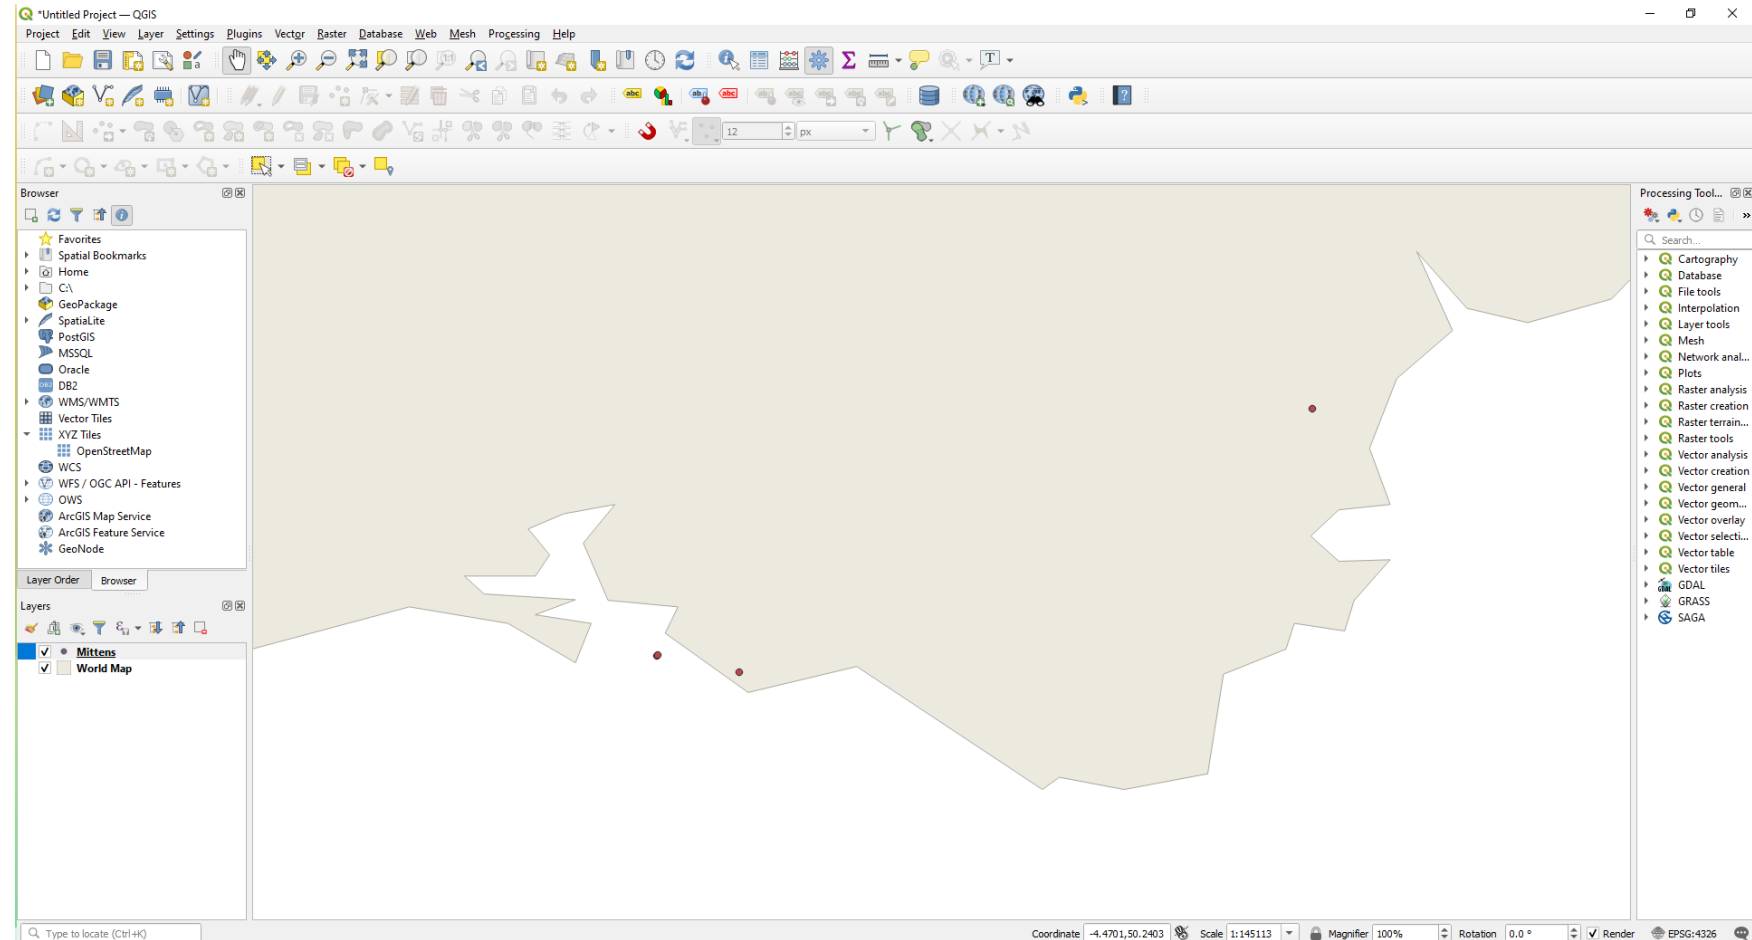 *Untitled Project — QGIS
Project Edit View Layer Settings Plugins Vector Raster Database Web Mesh Processing Help
12 px
Browser
Favorites
Spatial Bookmarks
Home
C:\
GeoPackage
SpatiaLite
PostGIS
MSSQL
Oracle
DB2
WMS/WMTS
Vector Tiles
XYZ Tiles
OpenStreetMap
WCS
WFS / OGC API - Features
OWS
ArcGIS Map Service
ArcGIS Feature Service
GeoNode
Layer Order Browser
Layers
Mittens
World Map
Processing Tool...
Search...
Cartography
Database
File tools
Interpolation
Layer tools
Mesh
Network anal...
Plots
Raster analysis
Raster creation
Raster terrain...
Raster tools
Vector analysis
Vector creation
Vector general
Vector geom...
Vector overlay
Vector selecti...
Vector table
Vector tiles
GDAL
GRASS
SAGA
Type to locate (Ctrl+K) Coordinate -4.4701,50.2403 Scale 1:145113 Magnifier 100% Rotation 0.0 ° Render EPSG:4326